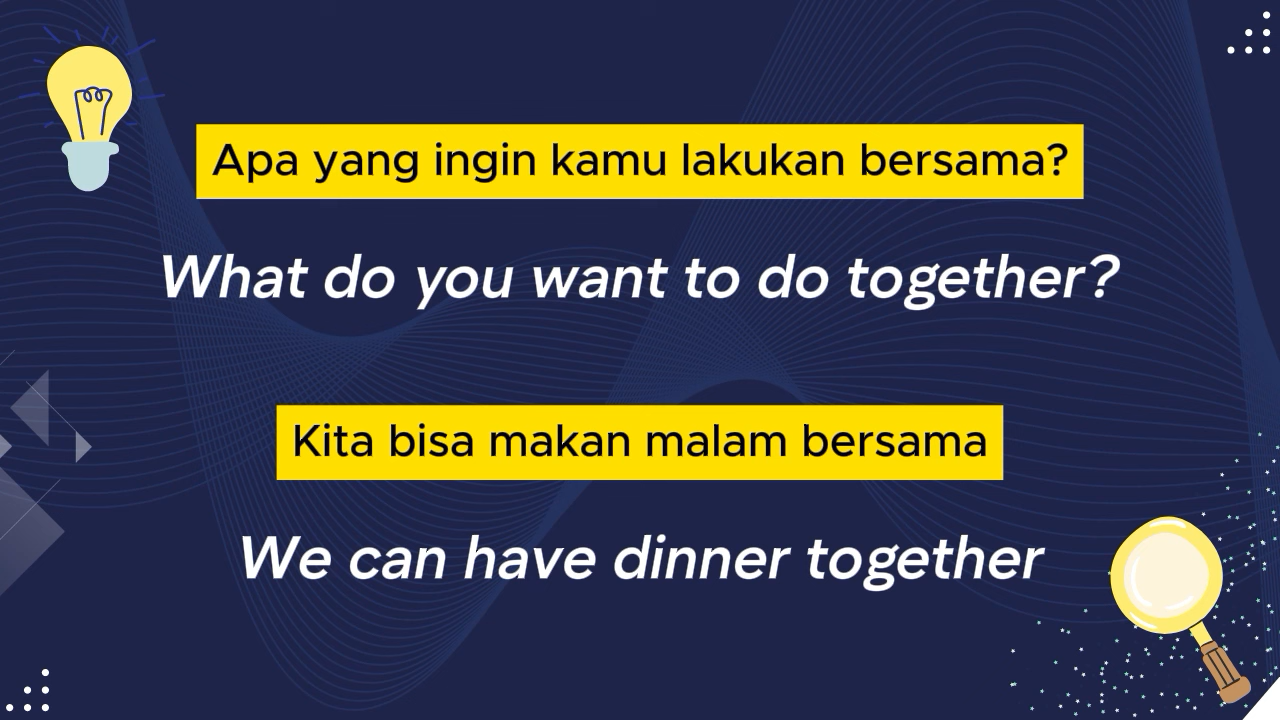 Apa yang ingin kamu lakukan bersama?
What do you want to do together?
Kita bisa makan malam bersama
We can have dinner together